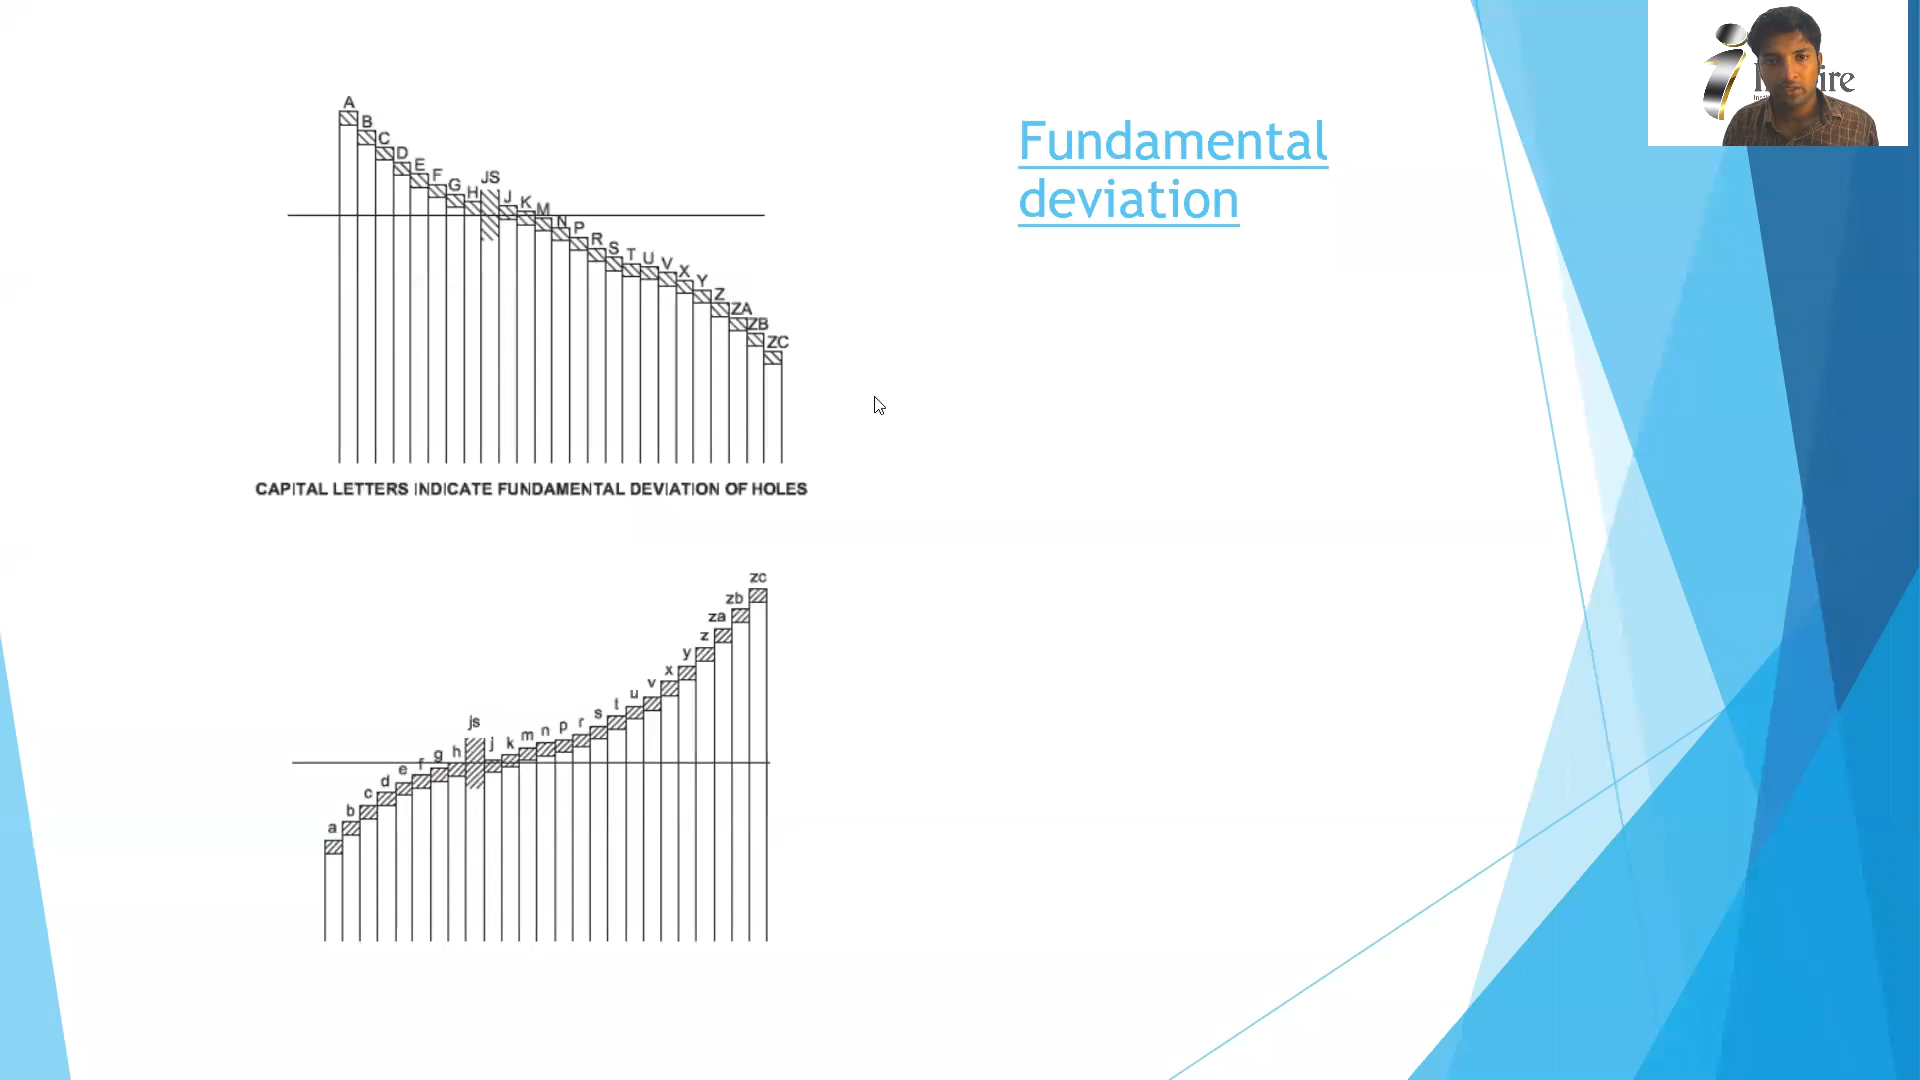 Fundamental
deviation
A
B
C
D
E
F
G
H
JS
J
K
M
N
P
R
S
T
U
V
X
Y
Z
ZA
ZB
ZC
CAPITAL LETTERS INDICATE FUNDAMENTAL DEVIATION OF HOLES
a
b
c
d
e
f
g
h
js
j
k
m
n
p
r
s
t
u
v
x
y
z
za
zb
zc